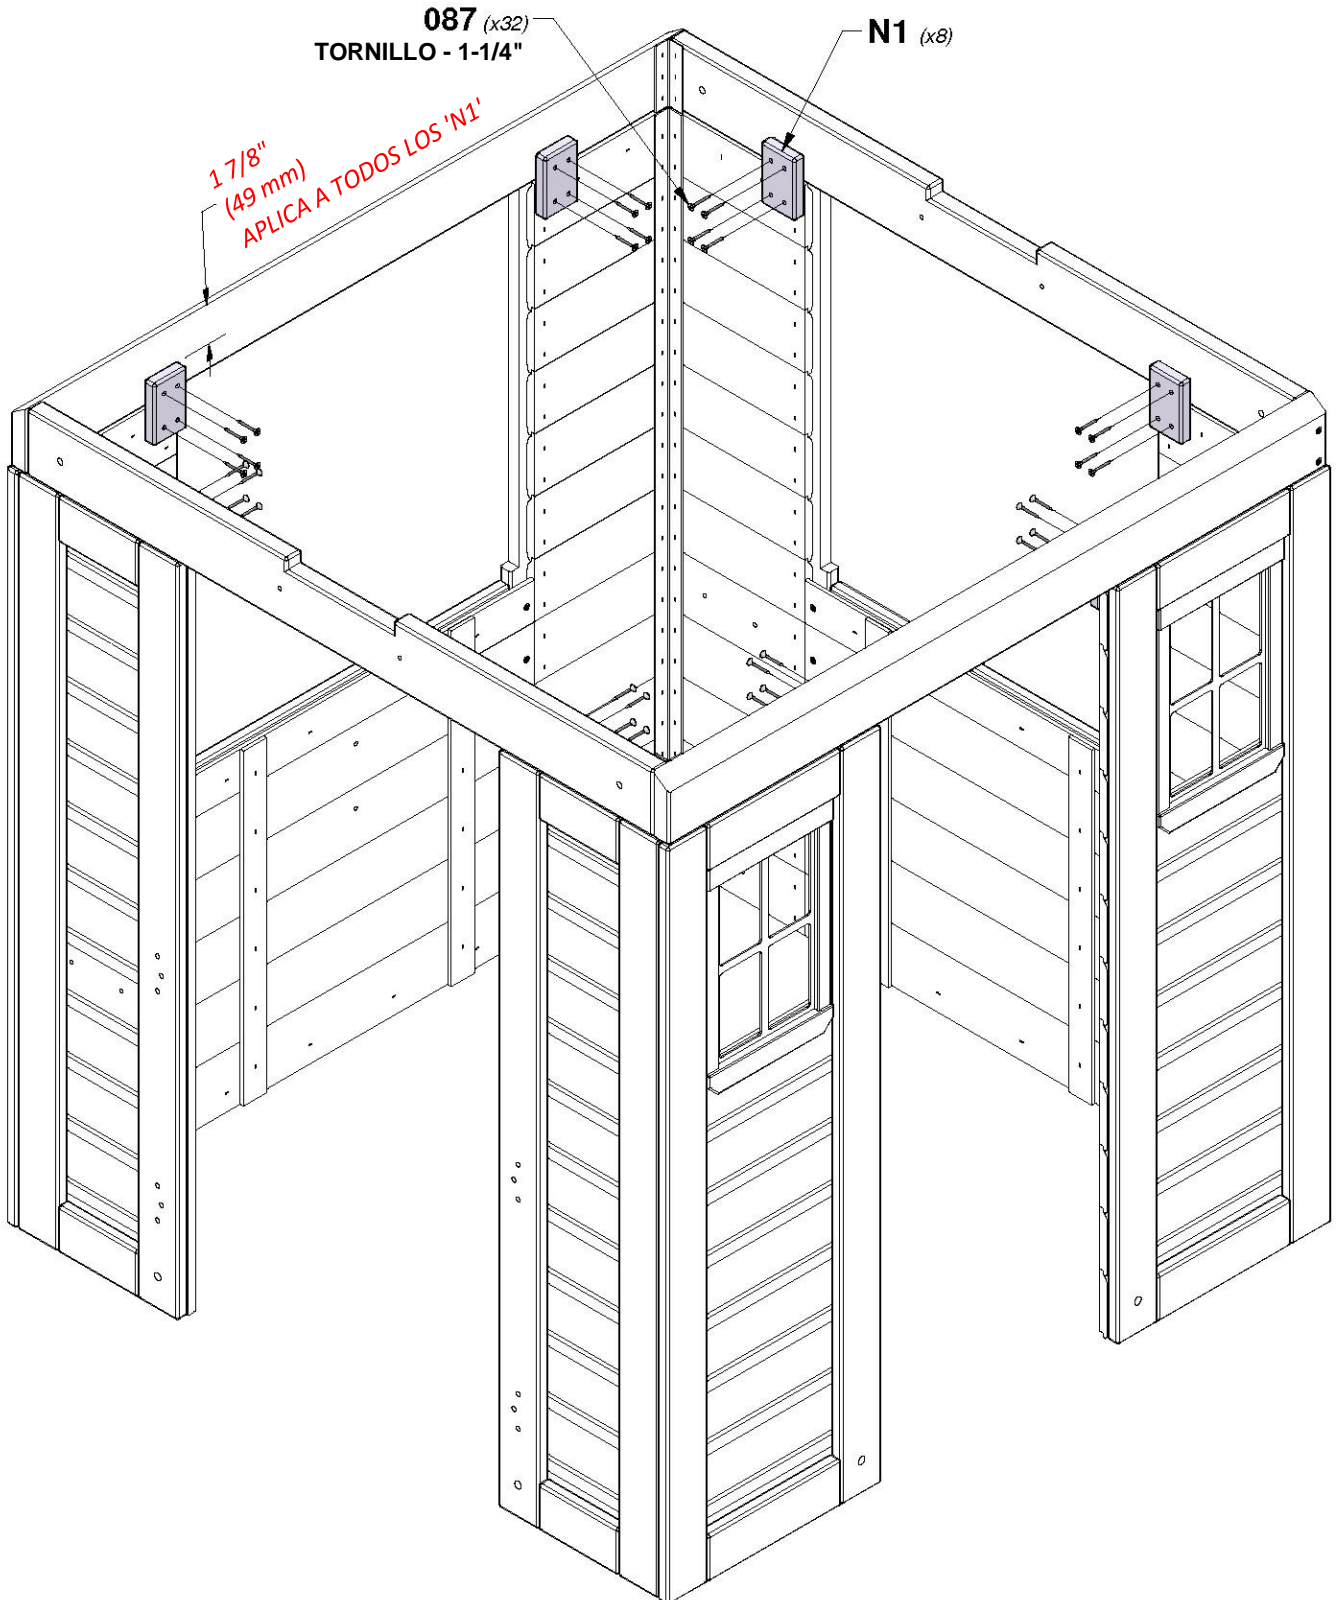 087 (x32)
TORNILLO - 1-1/4"
N1 (x8)
1 7/8"
(49 mm)
APLICA A TODOS LOS 'N1'